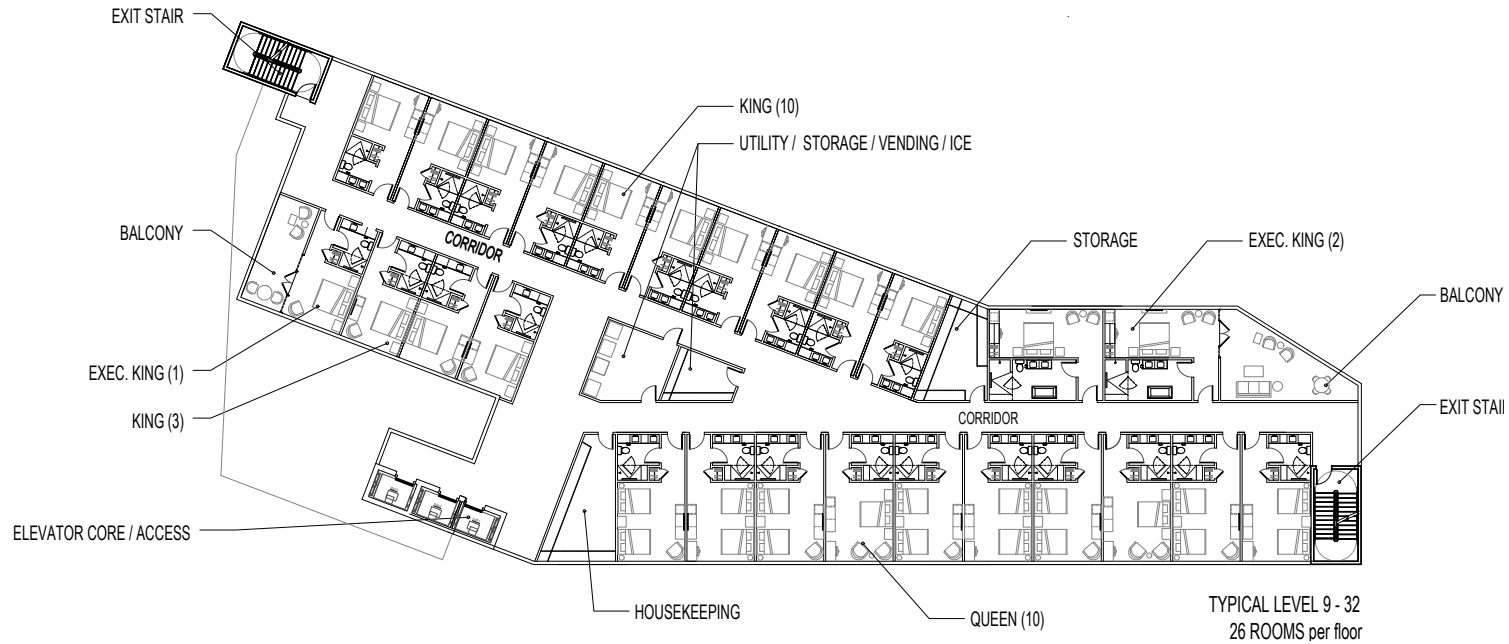 EXIT STAIR
KING (10)
UTILITY / STORAGE / VENDING / ICE
BALCONY
CORRIDOR
STORAGE
EXEC. KING (2)
BALCONY
EXEC. KING (1)
KING (3)
CORRIDOR
EXIT STAIR
ELEVATOR CORE / ACCESS
HOUSEKEEPING
QUEEN (10)
TYPICAL LEVEL 9 - 32
26 ROOMS per floor